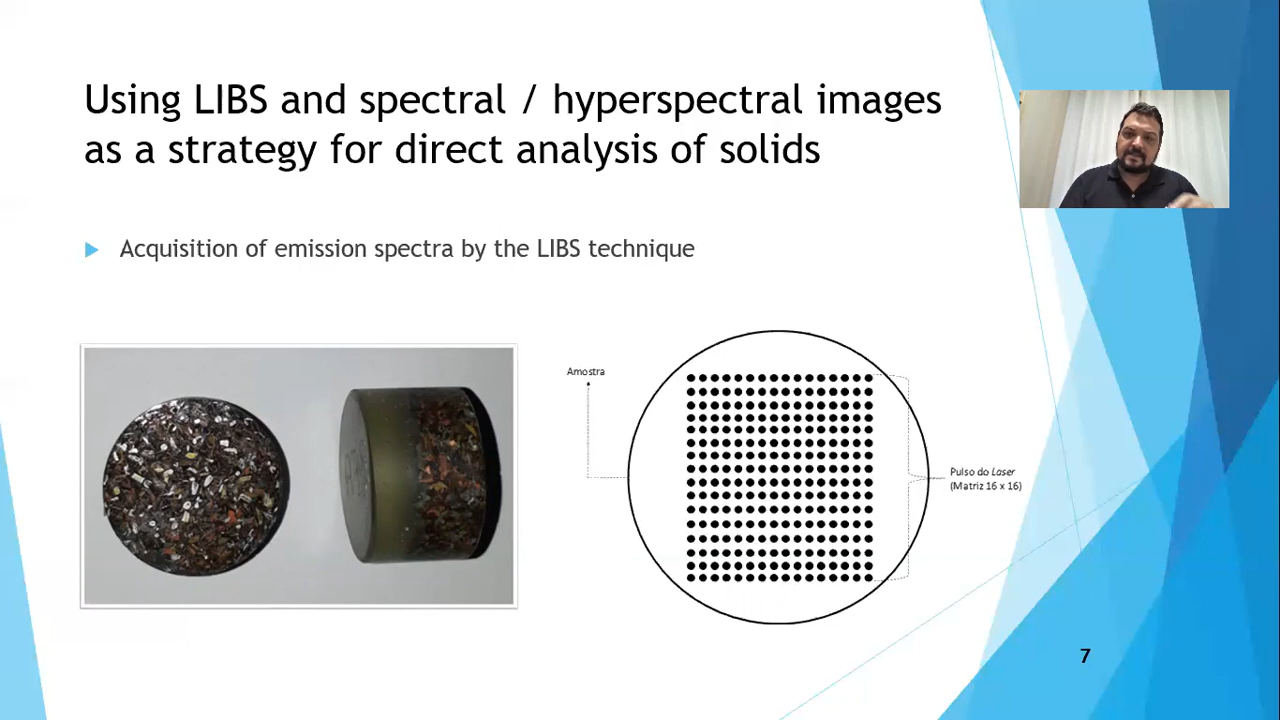 Using LIBS and spectral / hyperspectral images
as a strategy for direct analysis of solids
Acquisition of emission spectra by the LIBS technique
Amostra
Pulso do Laser
(Matriz 16 x 16)
7